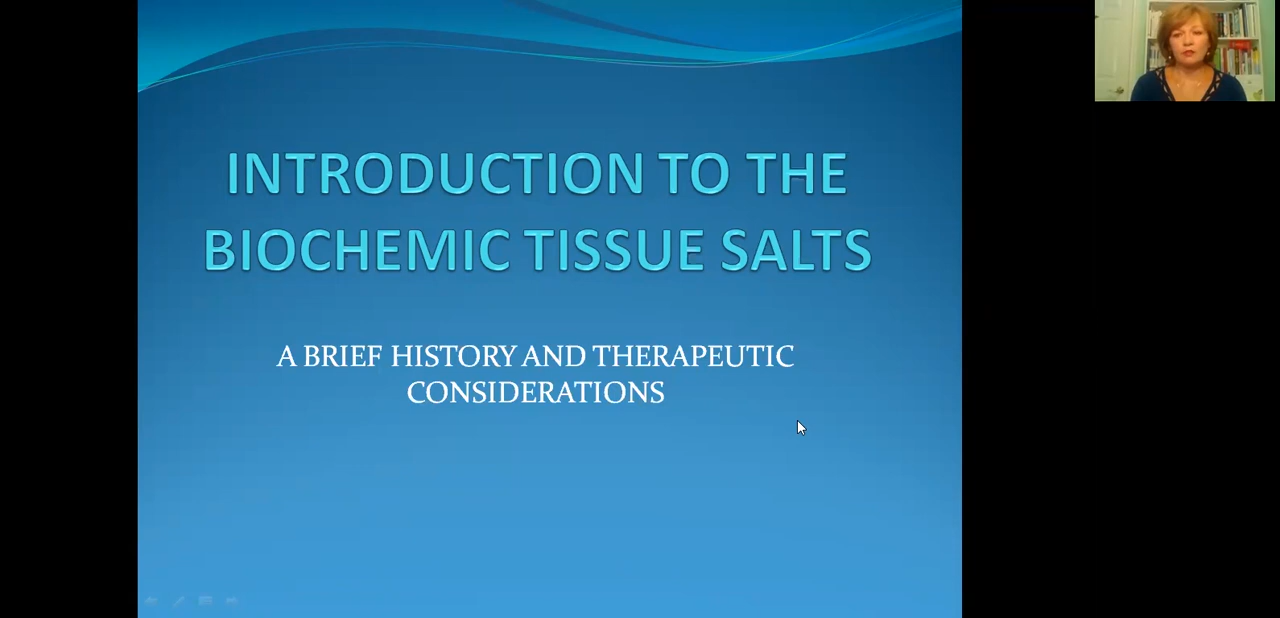 INTRODUCTION TO THE
BIOCHEMIC TISSUE SALTS
A BRIEF HISTORY AND THERAPEUTIC
CONSIDERATIONS